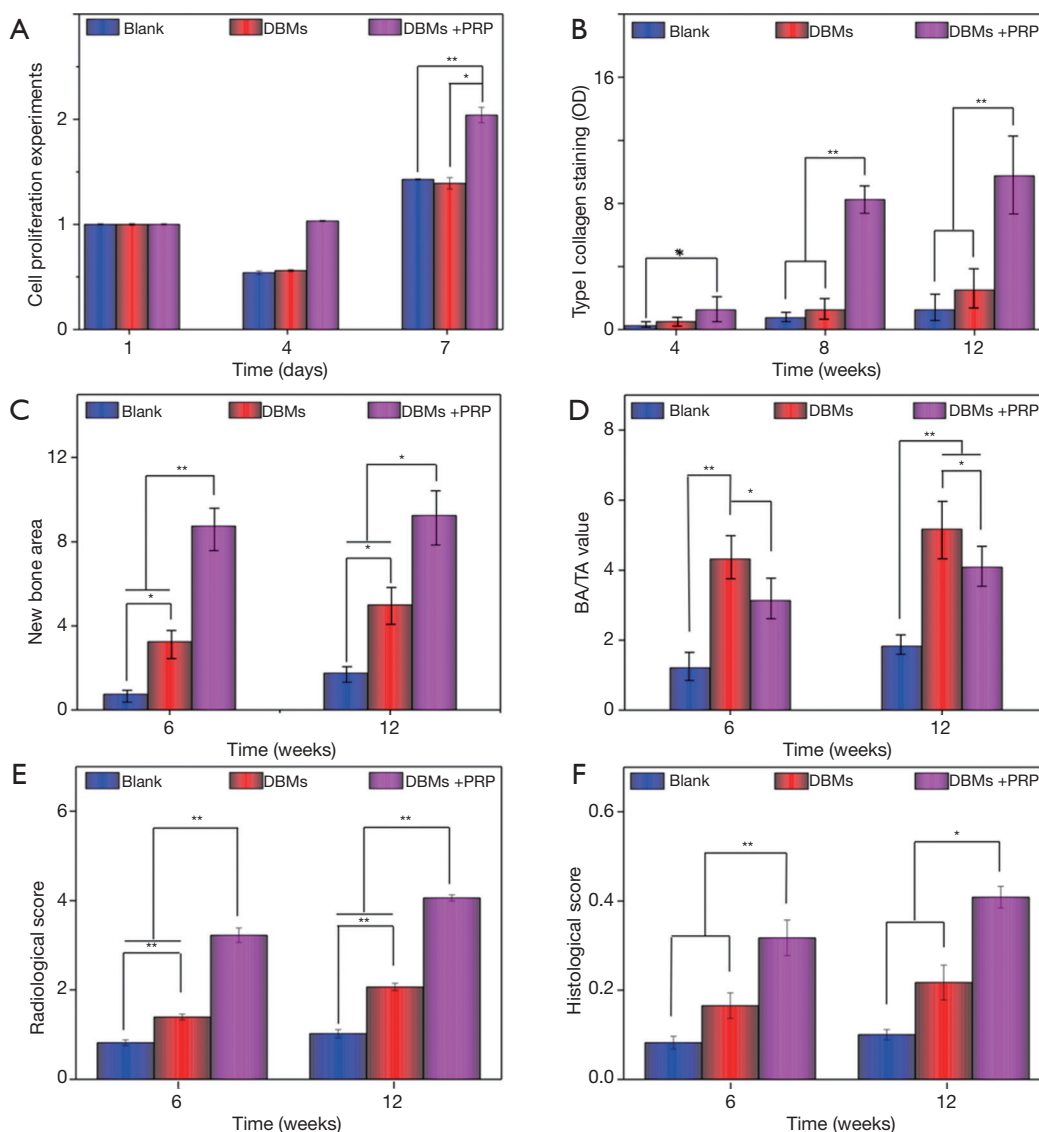 A
Blank DBMs DBMs +PRP
Cell proliferation experiments
2
1
0
**
*
1 4 7
Time (days)
B
Blank DBMs DBMs +PRP
Type I collagen staining (OD)
16
8
0
*
**
**
4 8 12
Time (weeks)
C
Blank DBMs DBMs +PRP
New bone area
12
8
4
0
**
*
*
*
6 12
Time (weeks)
D
Blank DBMs DBMs +PRP
BA/TA value
8
6
4
2
0
**
*
**
*
6 12
Time (weeks)
E
Blank DBMs DBMs +PRP
Radiological score
6
4
2
0
**
**
**
**
6 12
Time (weeks)
F
Blank DBMs DBMs +PRP
Histological score
0.6
0.4
0.2
0.0
**
*
6 12
Time (weeks)